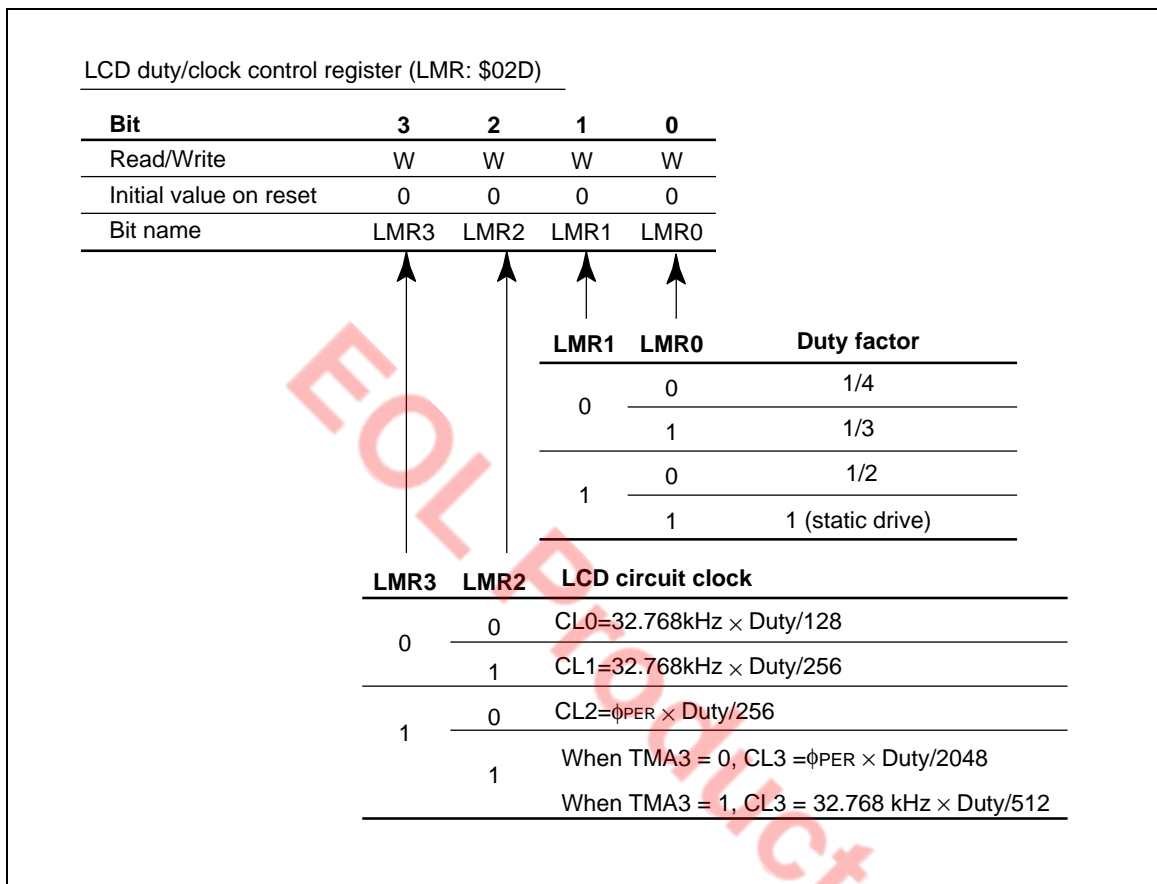 LCD duty/clock control register (LMR: $02D)
Bit 3 2 1 0
Read/Write W W W W
Initial value on reset 0 0 0 0
Bit name LMR3 LMR2 LMR1 LMR0
LMR1 LMR0 Duty factor
0 0 1/4
1 1/3
1 0 1/2
1 1 (static drive)
LMR3 LMR2 LCD circuit clock
0 0 CL0=32.768kHz × Duty/128
1 CL1=32.768kHz × Duty/256
1 0 CL2=ϕPER × Duty/256
1 When TMA3 = 0, CL3 =ϕPER × Duty/2048
When TMA3 = 1, CL3 = 32.768 kHz × Duty/512
EOL Product